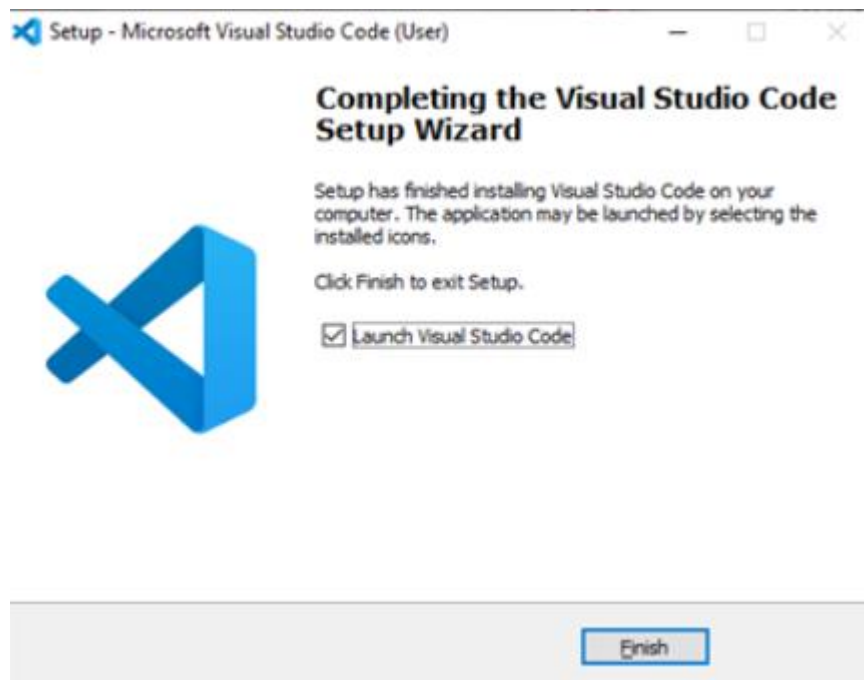 Setup - Microsoft Visual Studio Code (User)
Completing the Visual Studio Code
Setup Wizard
Setup has finished installing Visual Studio Code on your
computer. The application may be launched by selecting the
installed icons.
Click Finish to exit Setup.
Launch Visual Studio Code
Finish